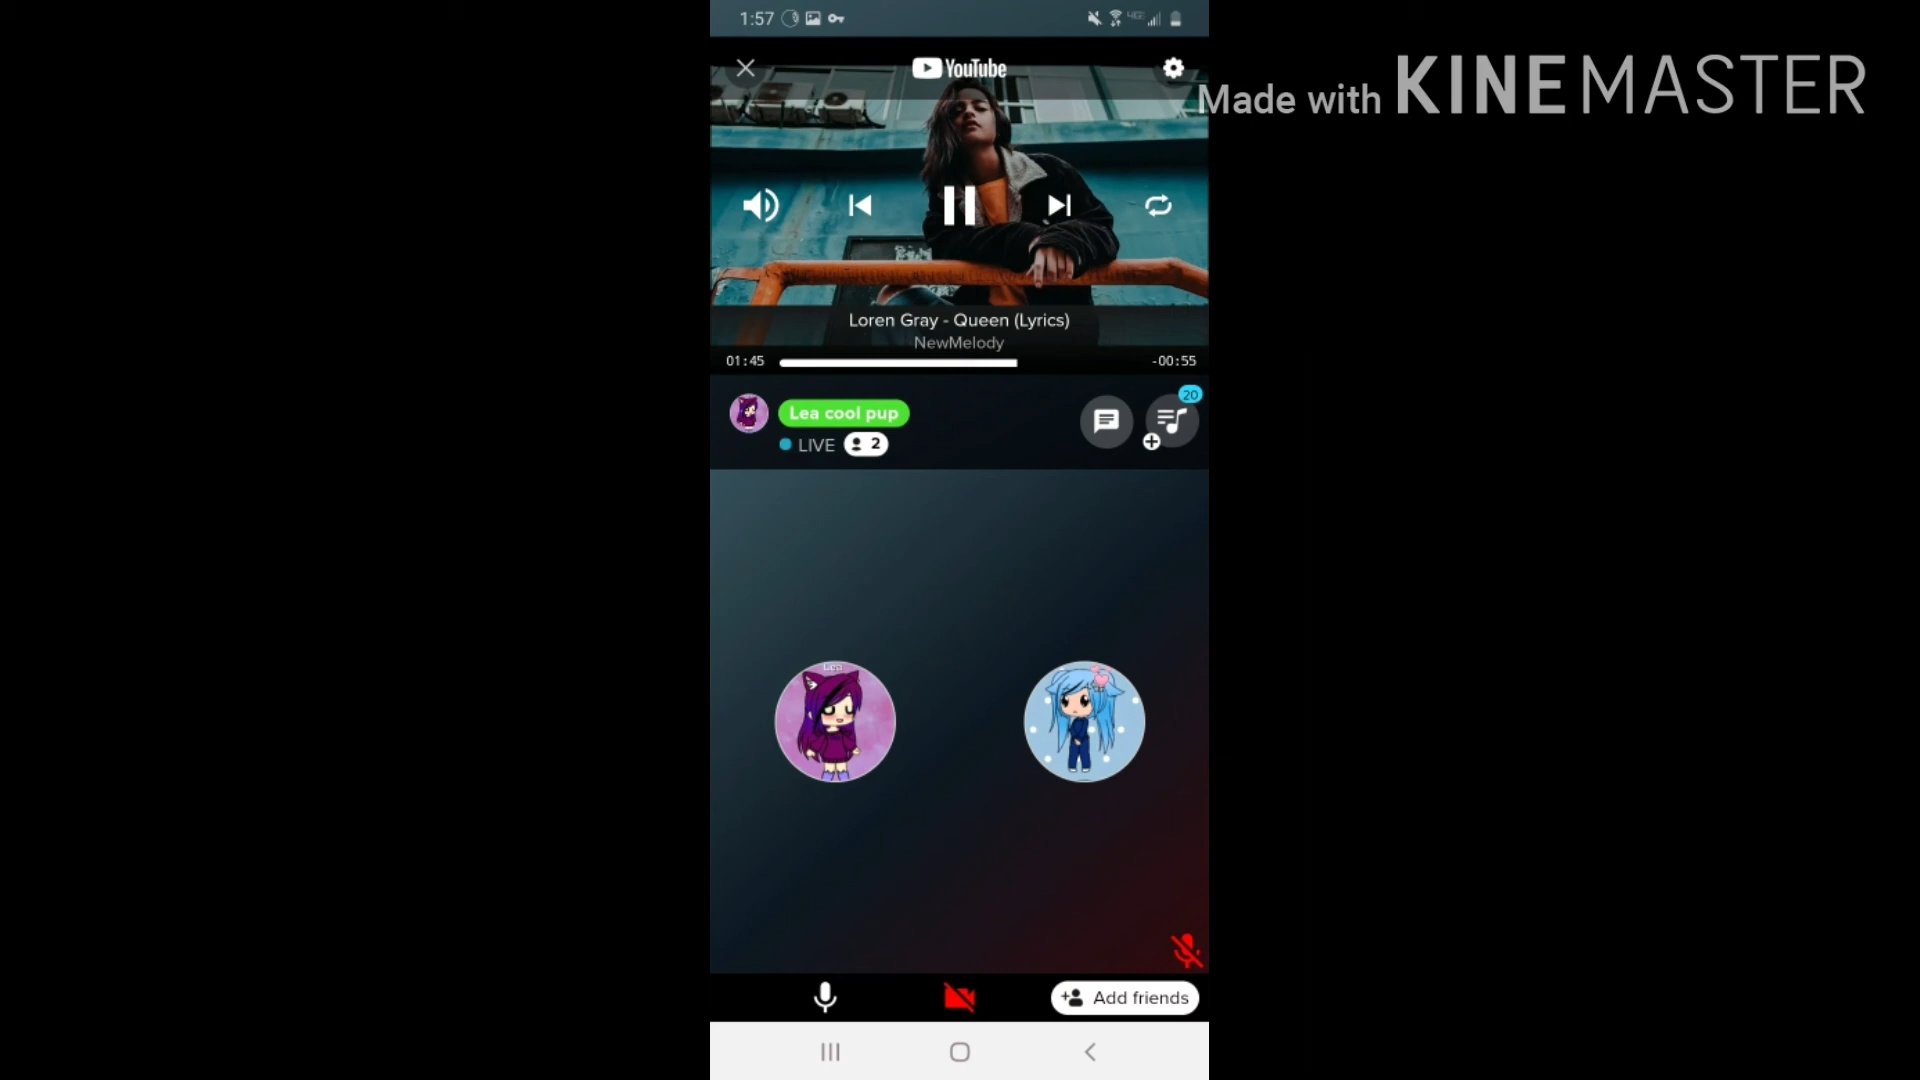 1:57
YouTube
Made with KINEMASTER
Loren Gray - Queen (Lyrics)
NewMelody
01:45
-00:55
20
Lea cool pup
LIVE
2
Lea
Add friends